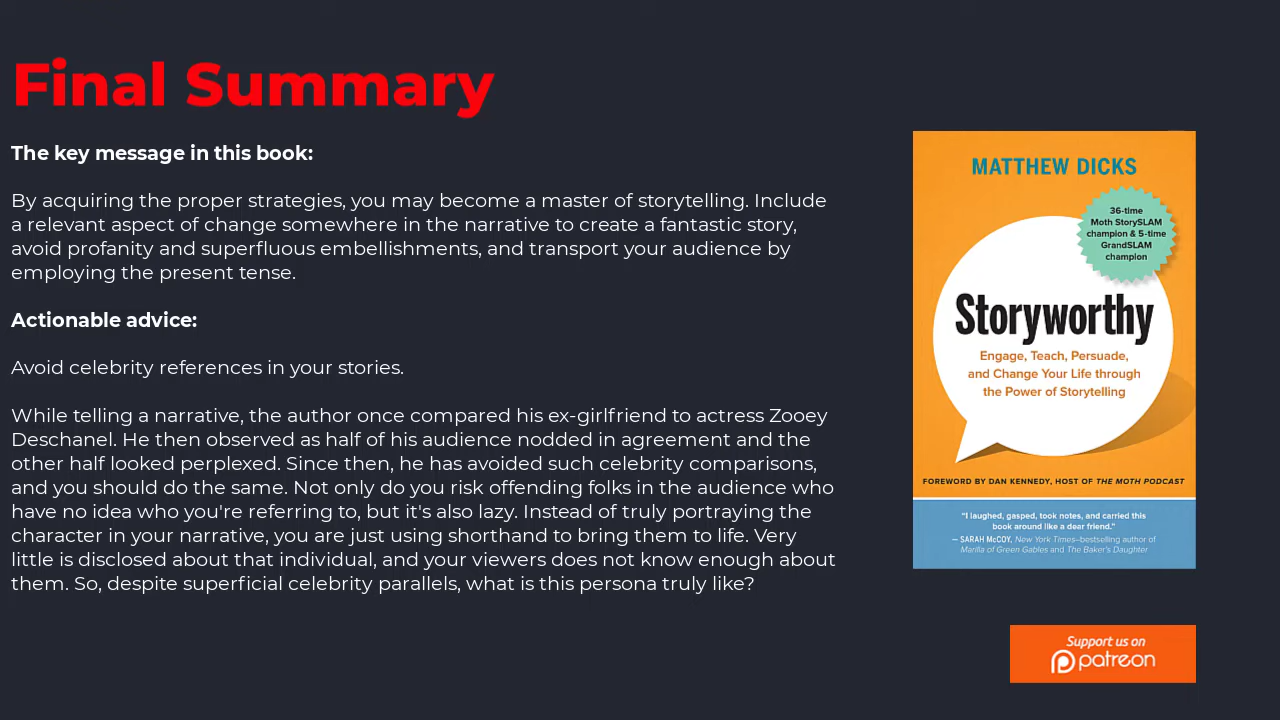 Final Summary
The key message in this book:
By acquiring the proper strategies, you may become a master of storytelling. Include
a relevant aspect of change somewhere in the narrative to create a fantastic story,
avoid profanity and superfluous embellishments, and transport your audience by
employing the present tense.
Actionable advice:
Avoid celebrity references in your stories.
While telling a narrative, the author once compared his ex-girlfriend to actress Zooey
Deschanel. He then observed as half of his audience nodded in agreement and the
other half looked perplexed. Since then, he has avoided such celebrity comparisons,
and you should do the same. Not only do you risk offending folks in the audience who
have no idea who you're referring to, but it's also lazy. Instead of truly portraying the
character in your narrative, you are just using shorthand to bring them to life. Very
little is disclosed about that individual, and your viewers does not know enough about
them. So, despite superficial celebrity parallels, what is this persona truly like?
MATTHEW DICKS
36-time
Moth StorySLAM
champion & 5-time
GrandSLAM
champion
Storyworthy
Engage, Teach, Persuade,
and Change Your Life through
the Power of Storytelling
FOREWORD BY DAN KENNEDY, HOST OF THE MOTH PODCAST
“I laughed, gasped, took notes, and carried this
book around like a dear friend.”
— SARAH McCOY, New York Times–bestselling author of
Marilla of Green Gables and The Baker's Daughter
Support us on
patreon